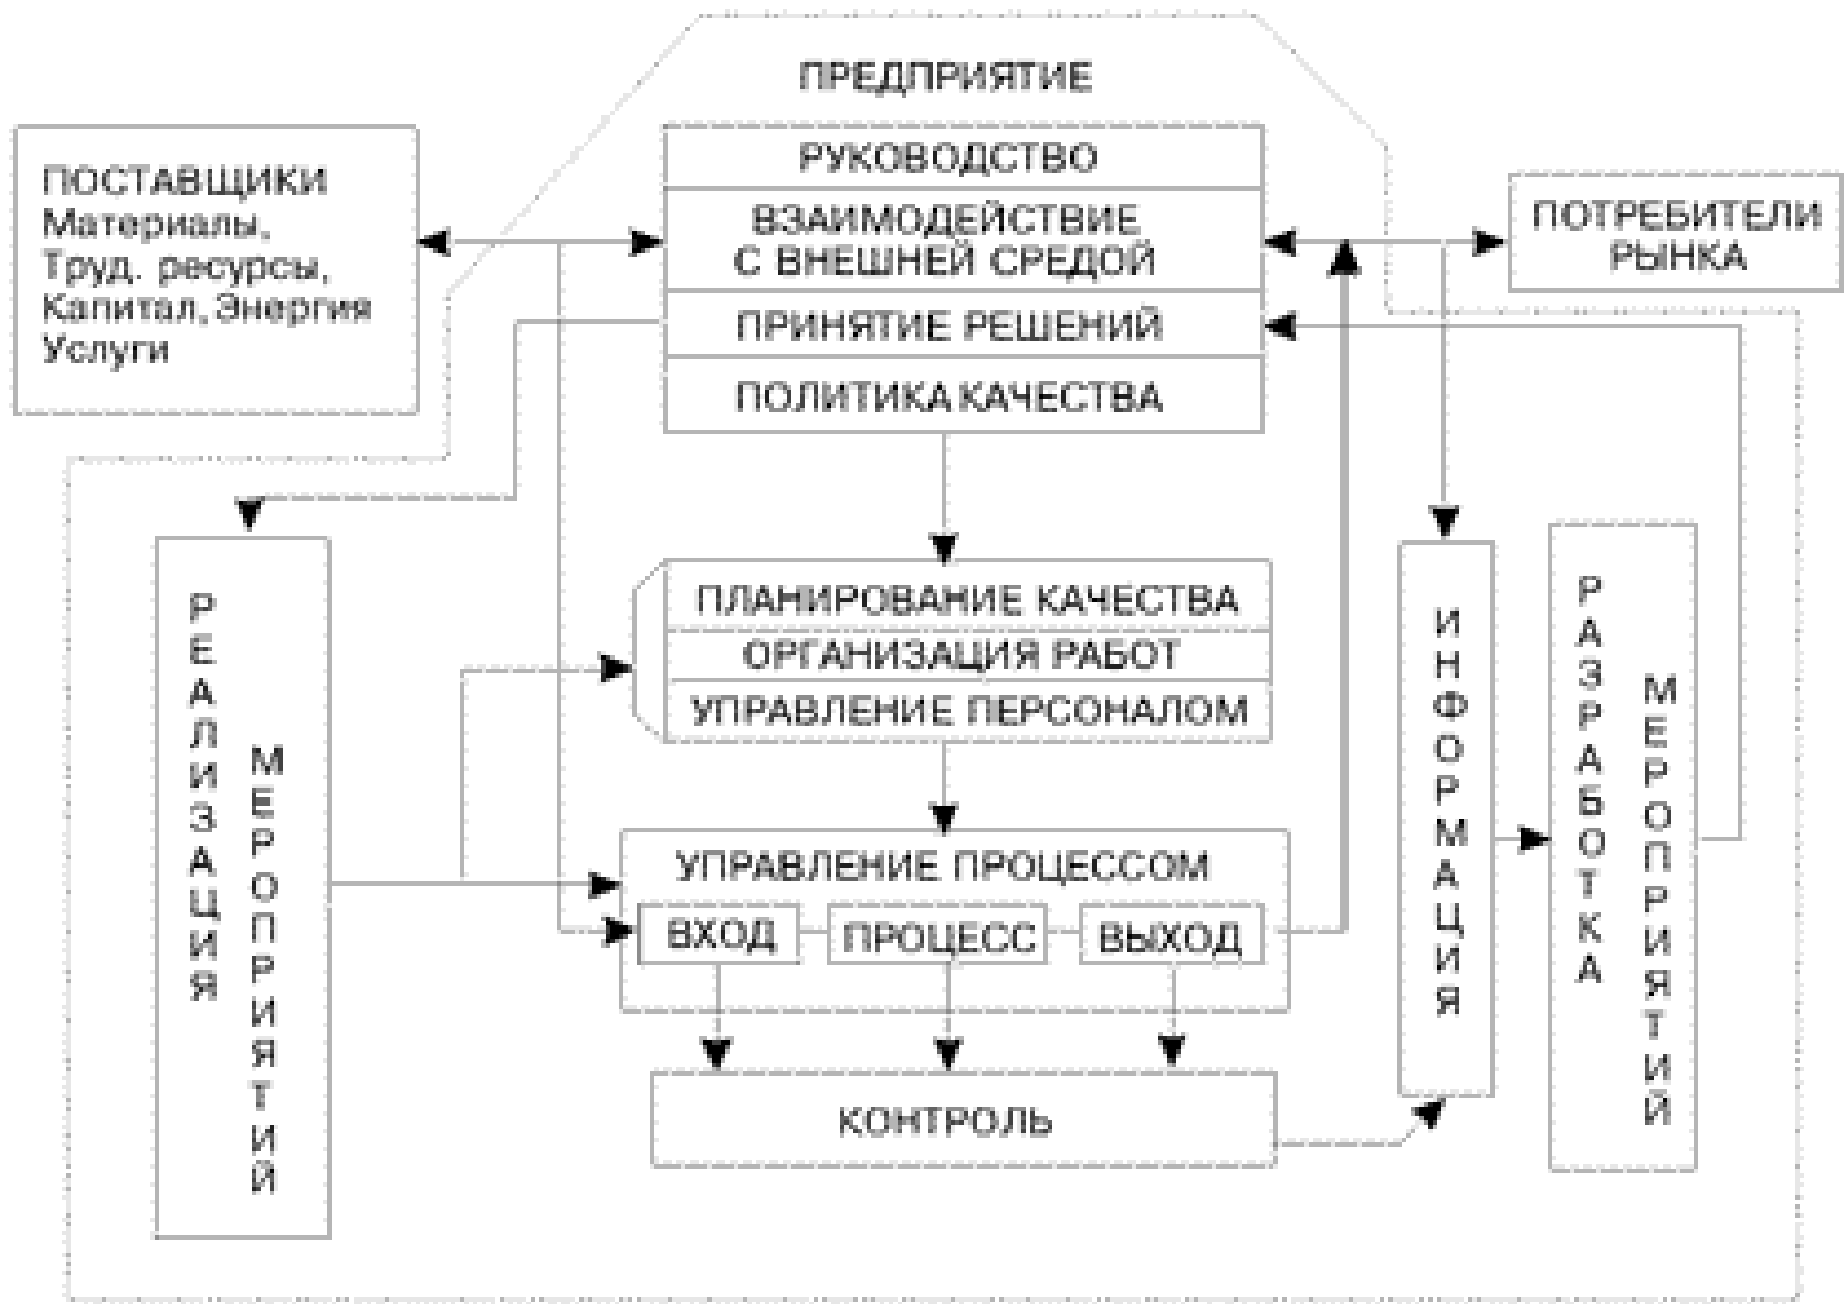 ПРЕДПРИЯТИЕ
ПОСТАВЩИКИ
Материалы,
Труд. ресурсы,
Капитал, Энергия
Услуги
РУКОВОДСТВО
ВЗАИМОДЕЙСТВИЕ
С ВНЕШНЕЙ СРЕДОЙ
ПРИНЯТИЕ РЕШЕНИЙ
ПОЛИТИКА КАЧЕСТВА
ПОТРЕБИТЕЛИ
РЫНКА
РЕАЛИЗАЦИЯ
МЕРОПРИЯТИЙ
ПЛАНИРОВАНИЕ КАЧЕСТВА
ОРГАНИЗАЦИЯ РАБОТ
УПРАВЛЕНИЕ ПЕРСОНАЛОМ
УПРАВЛЕНИЕ ПРОЦЕССОМ
ВХОД
ПРОЦЕСС
ВЫХОД
КОНТРОЛЬ
ИНФОРМАЦИЯ
РАЗРАБОТКА
МЕРОПРИЯТИЙ